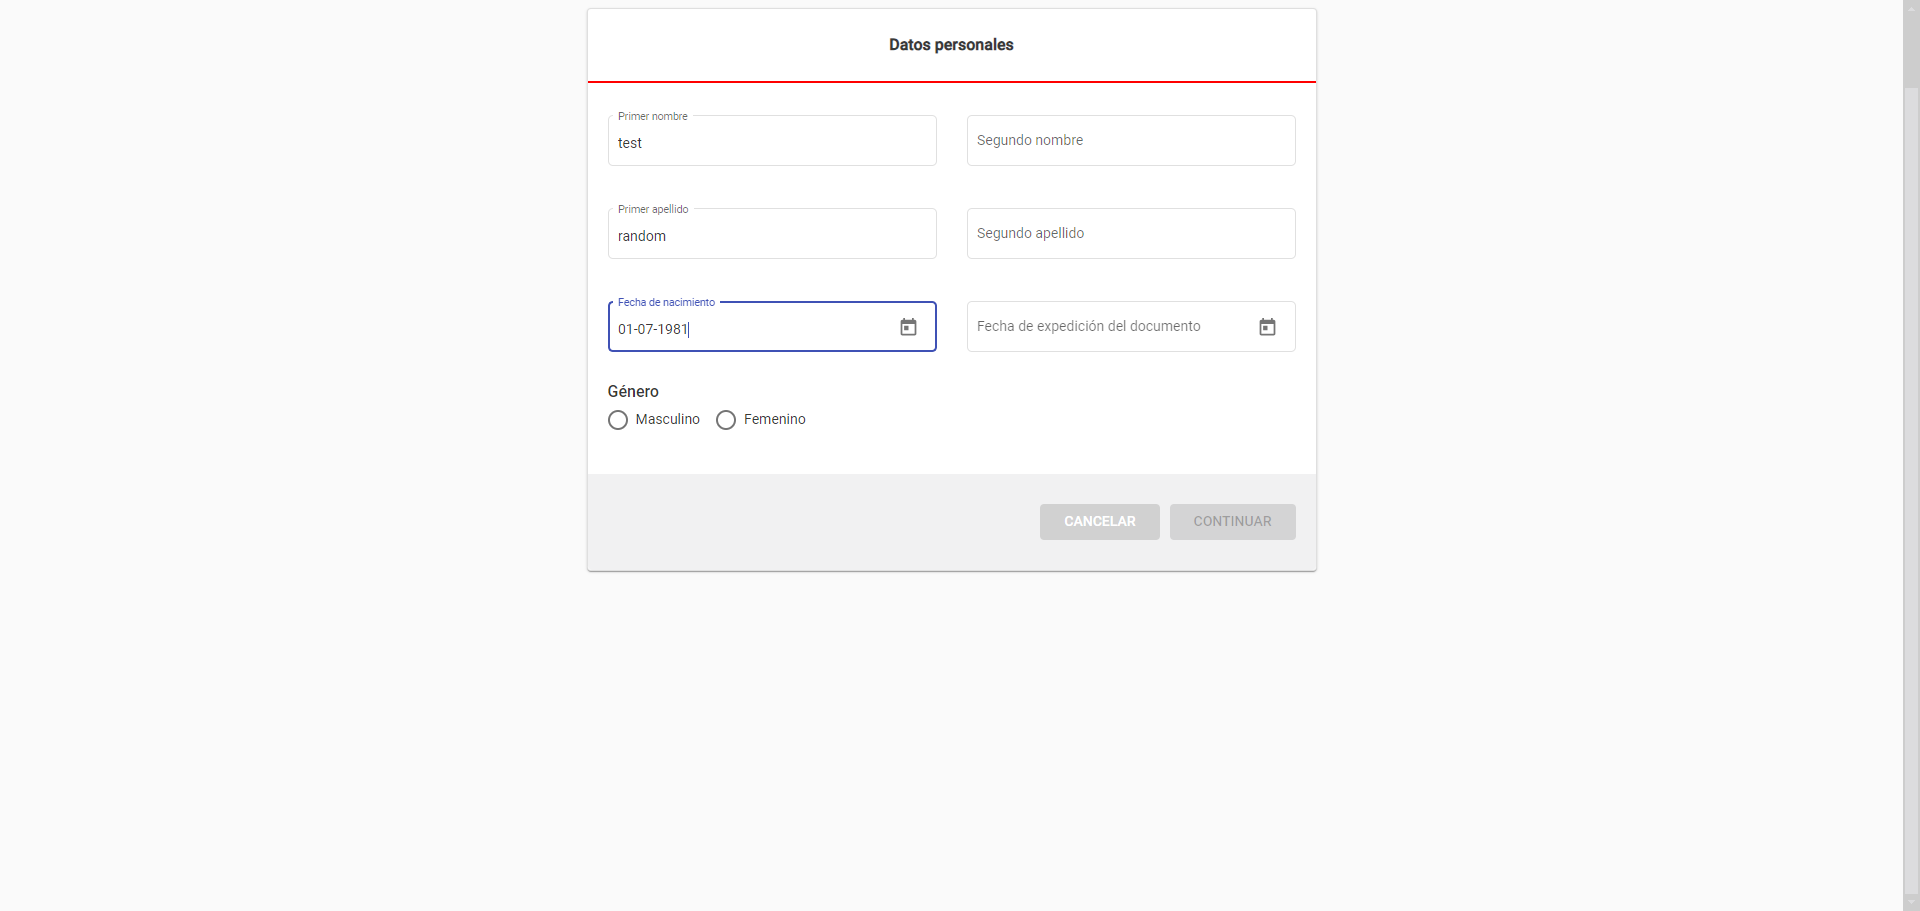 Datos personales
Primer nombre
test
Segundo nombre
Primer apellido
random
Segundo apellido
Fecha de nacimiento
01-07-1981
Fecha de expedición del documento
Género
Masculino
Femenino
CANCELAR
CONTINUAR